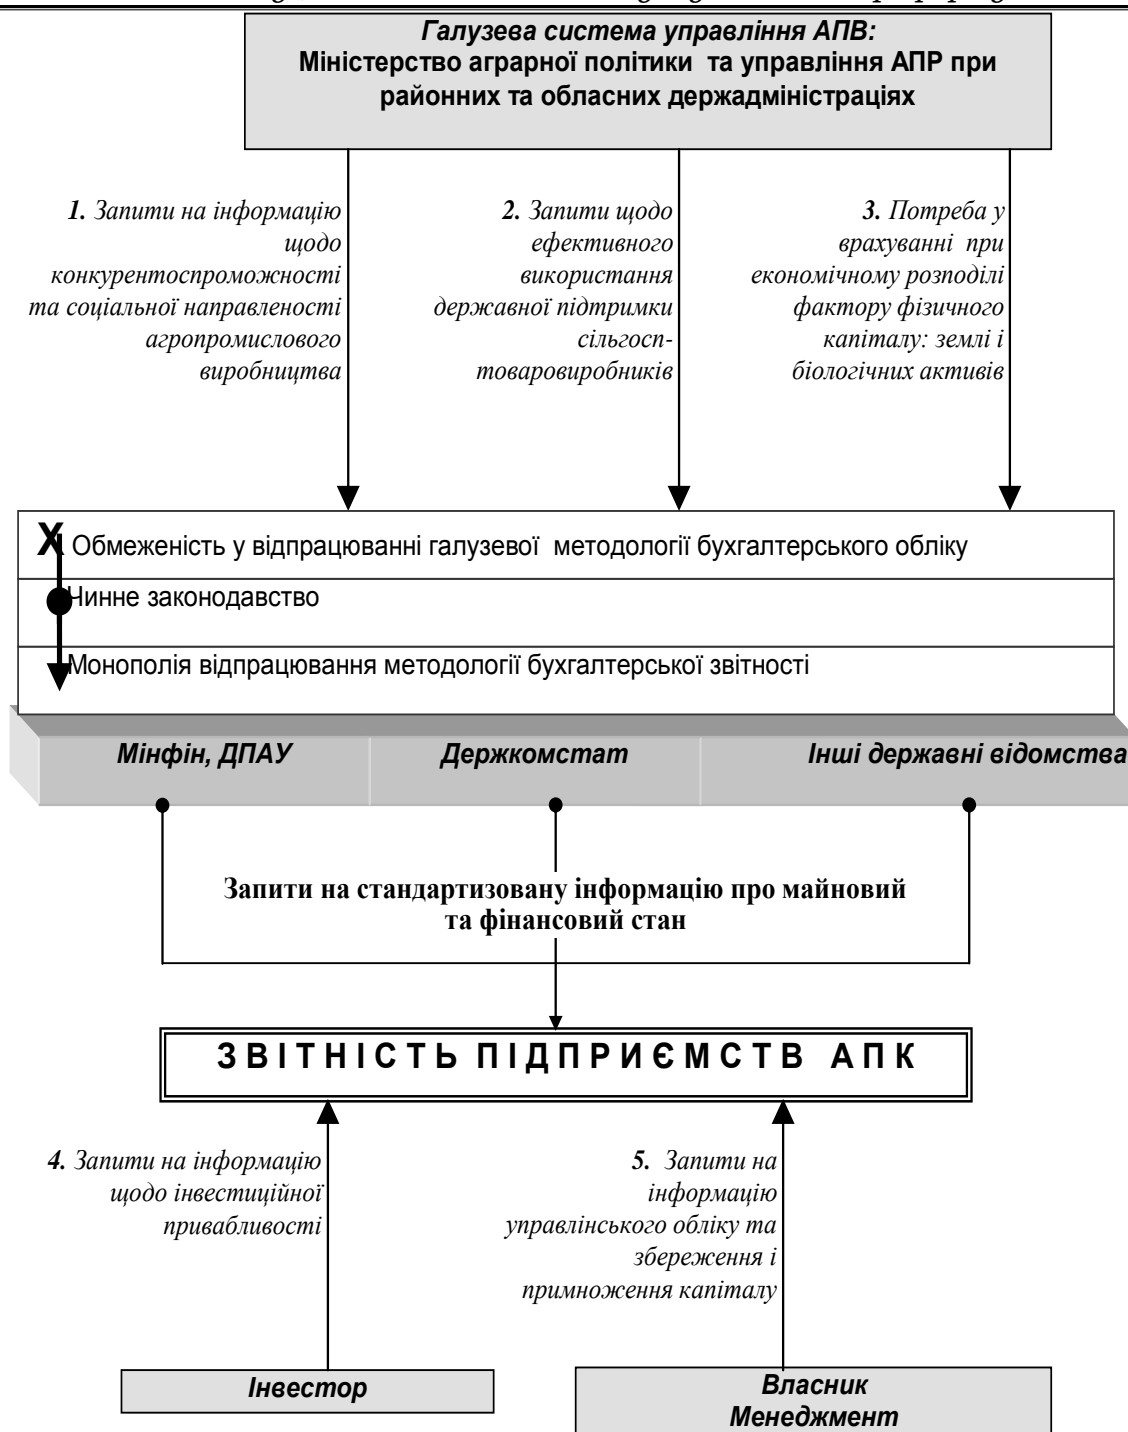 Галузева система управління АПВ:
Міністерство аграрної політики та управління АПР при
районних та обласних держадміністраціях
1. Запити на інформацію
щодо
конкурентоспроможності
та соціальної направленості
агропромислового
виробництва
2. Запити щодо
ефективного
використання
державної підтримки
сільгосп-
товаровиробників
3. Потреба у
врахуванні при
економічному розподілі
фактору фізичного
капіталу: землі і
біологічних активів
X Обмеженість у відпрацюванні галузевої методології бухгалтерського обліку
Чинне законодавство
Монополія відпрацювання методології бухгалтерської звітності
Мінфін, ДПАУ
Держкомстат
Інші державні відомства
Запити на стандартизовану інформацію про майновий
та фінансовий стан
ЗВІТНІСТЬ ПІДПРИЄМСТВ АПК
4. Запити на інформацію
щодо інвестиційної
привабливості
5. Запити на
інформацію
управлінського обліку та
збереження і
примноження капіталу
Інвестор
Власник
Менеджмент